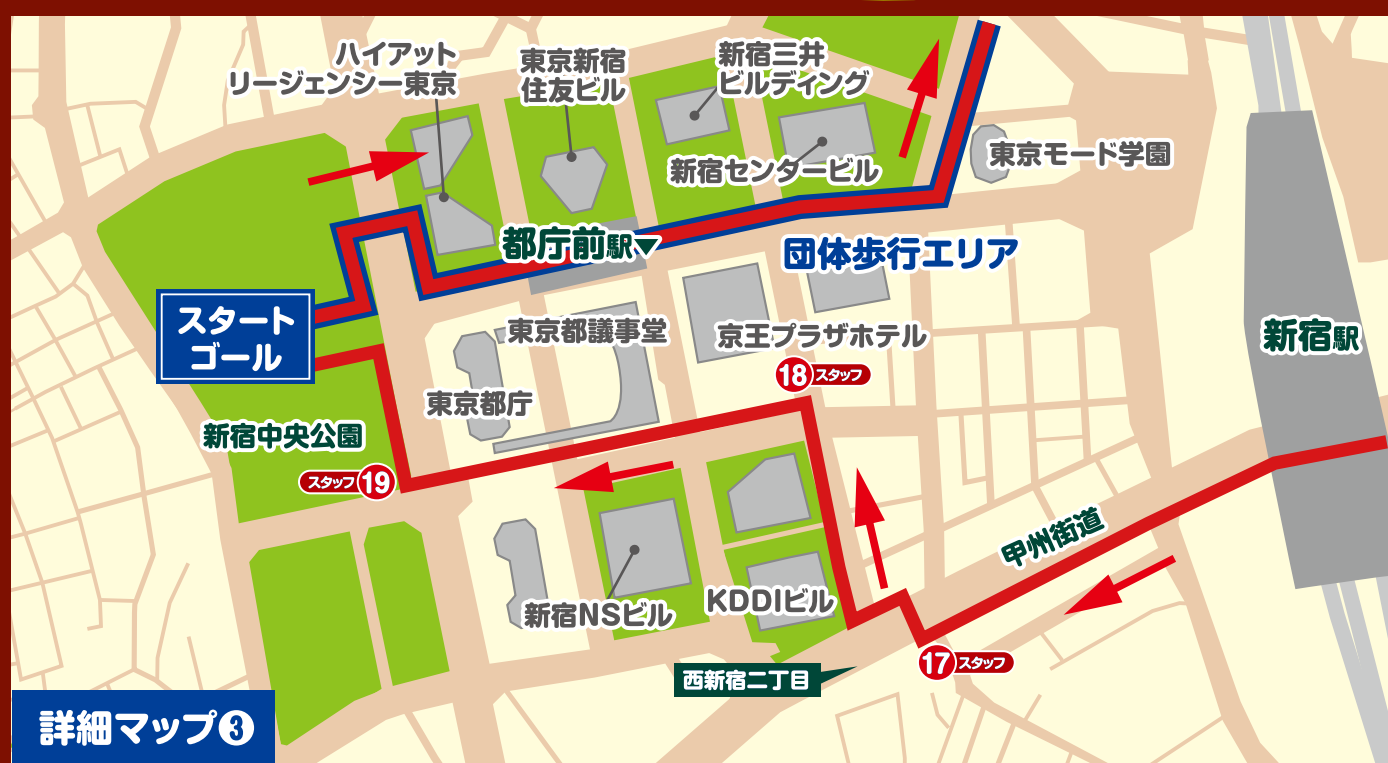 ハイアット
リージェンシー東京
東京新宿
住友ビル
新宿三井
ビルディング
新宿センタービル
東京モード学園
都庁前駅▼
団体歩行エリア
スタート
ゴール
東京都議事堂
京王プラザホテル
新宿駅
18 スタッフ
東京都庁
新宿中央公園
スタッフ 19
甲州街道
新宿NSビル
KDDIビル
17 スタッフ
西新宿二丁目
詳細マップ❸